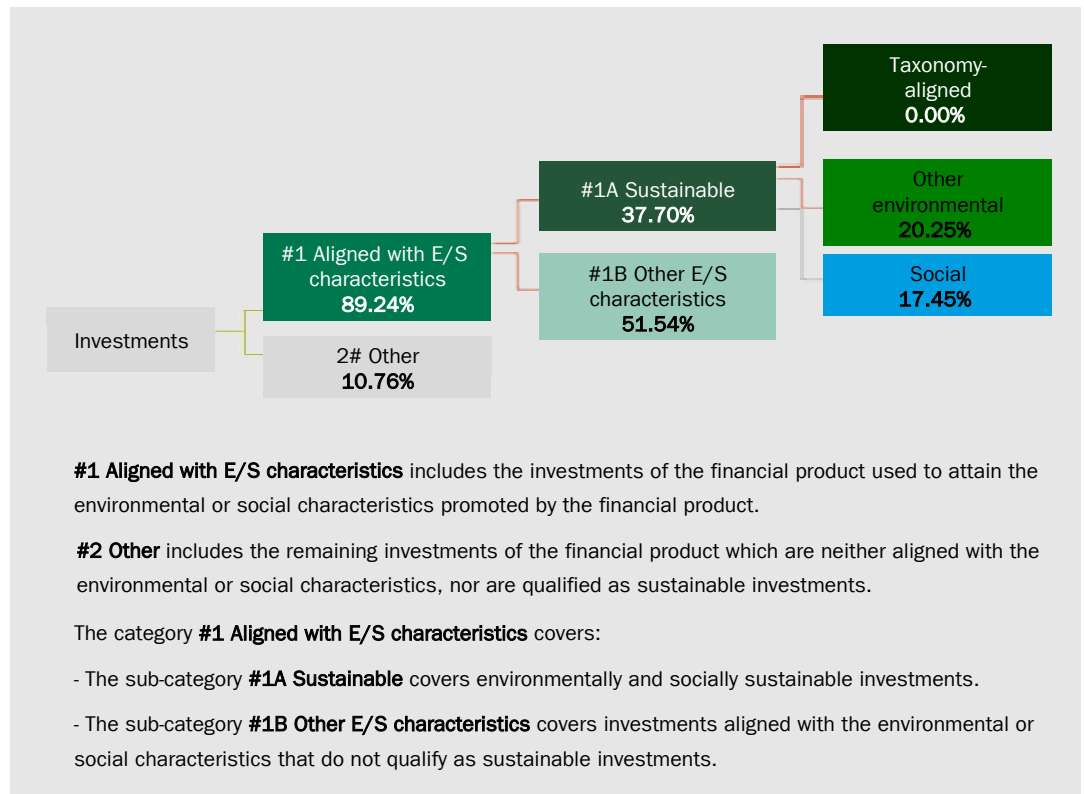 Taxonomy-
aligned
0.00%
#1A Sustainable
37.70%
Other
environmental
20.25%
#1 Aligned with E/S
characteristics
89.24%
#1B Other E/S
characteristics
51.54%
Social
17.45%
Investments
2# Other
10.76%
#1 Aligned with E/S characteristics includes the investments of the financial product used to attain the
environmental or social characteristics promoted by the financial product.
#2 Other includes the remaining investments of the financial product which are neither aligned with the
environmental or social characteristics, nor are qualified as sustainable investments.
The category #1 Aligned with E/S characteristics covers:
- The sub-category #1A Sustainable covers environmentally and socially sustainable investments.
- The sub-category #1B Other E/S characteristics covers investments aligned with the environmental or
social characteristics that do not qualify as sustainable investments.